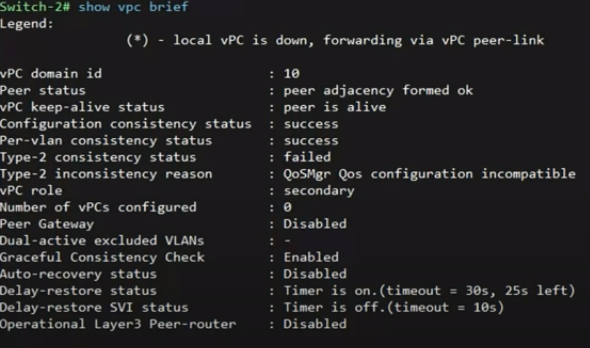 Switch-2# show vpc brief
Legend:
(*) - local vPC is down, forwarding via vPC peer-link
vPC domain id : 10
Peer status : peer adjacency formed ok
vPC keep-alive status : peer is alive
Configuration consistency status : success
Per-vlan consistency status : success
Type-2 consistency status : failed
Type-2 inconsistency reason : QoSMgr Qos configuration incompatible
vPC role : secondary
Number of vPCs configured : 0
Peer Gateway : Disabled
Dual-active excluded VLANs : -
Graceful Consistency Check : Enabled
Auto-recovery status : Disabled
Delay-restore status : Timer is on.(timeout = 30s, 25s left)
Delay-restore SVI status : Timer is off.(timeout = 10s)
Operational Layer3 Peer-router : Disabled